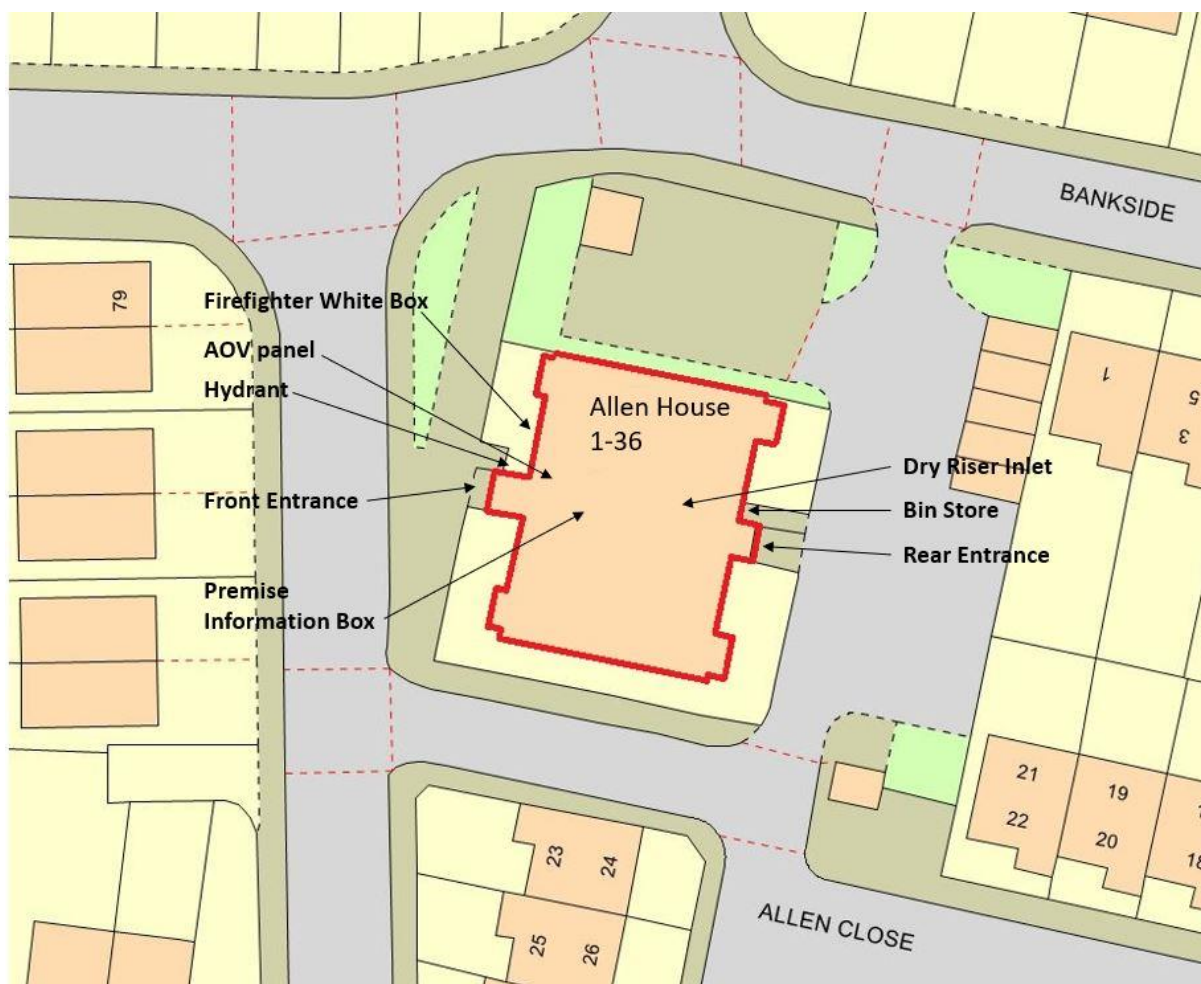 BANKSIDE
79
Firefighter White Box
AOV panel
Hydrant
Front Entrance
Premise
Information Box
Allen House
1-36
Dry Riser Inlet
Bin Store
Rear Entrance
1
5
3
21
22
19
20
18
23
24
25
26
ALLEN CLOSE